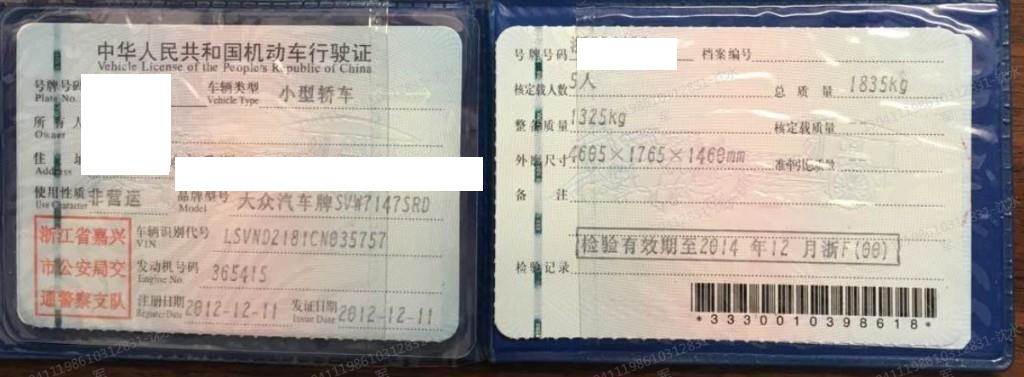 中华人民共和国机动车行驶证
Vehicle License of the People's Republic of China
号牌号码
Plate No.
车辆类型 小型轿车
Vehicle Type
所有人
Owner
住址
Address
使用性质 非营运
Use Character
品牌型号 大众汽车牌SVW7147SRD
Model
浙江省嘉兴
市公安局交
通警察支队
车辆识别代号 LSVND2181CN035757
VIN
发动机号码 365415
Engine No.
注册日期 2012-12-11
Register Date
发证日期 2012-12-11
Issue Date
号牌号码
档案编号
核定载人数 5人
总质量 1835kg
整备质量 1325kg
核定载质量
外廓尺寸 4605×1765×1460mm
准牵引总质量
备注
检验有效期至2014 年12 月浙F(00)
检验记录
*3330010398618*